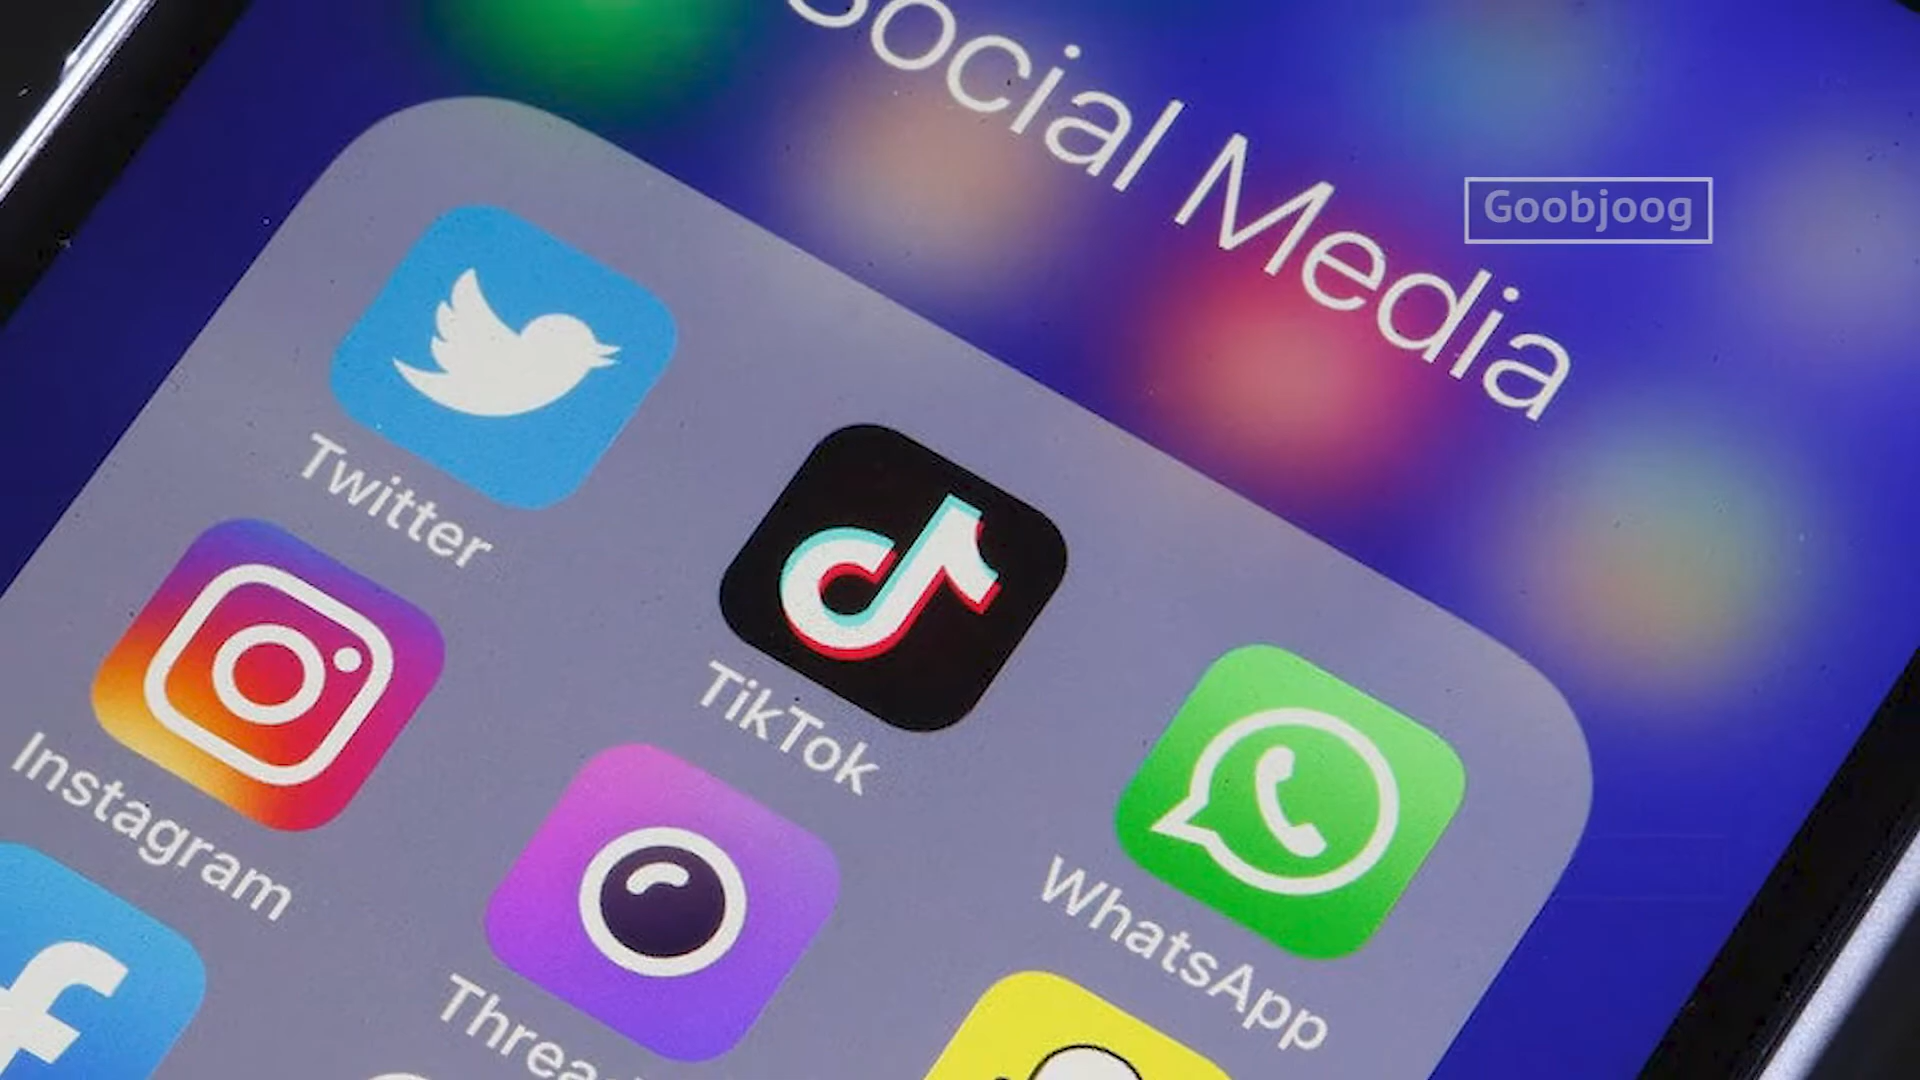 Social Media
Goobjoog
Twitter
TikTok
WhatsApp
Instagram